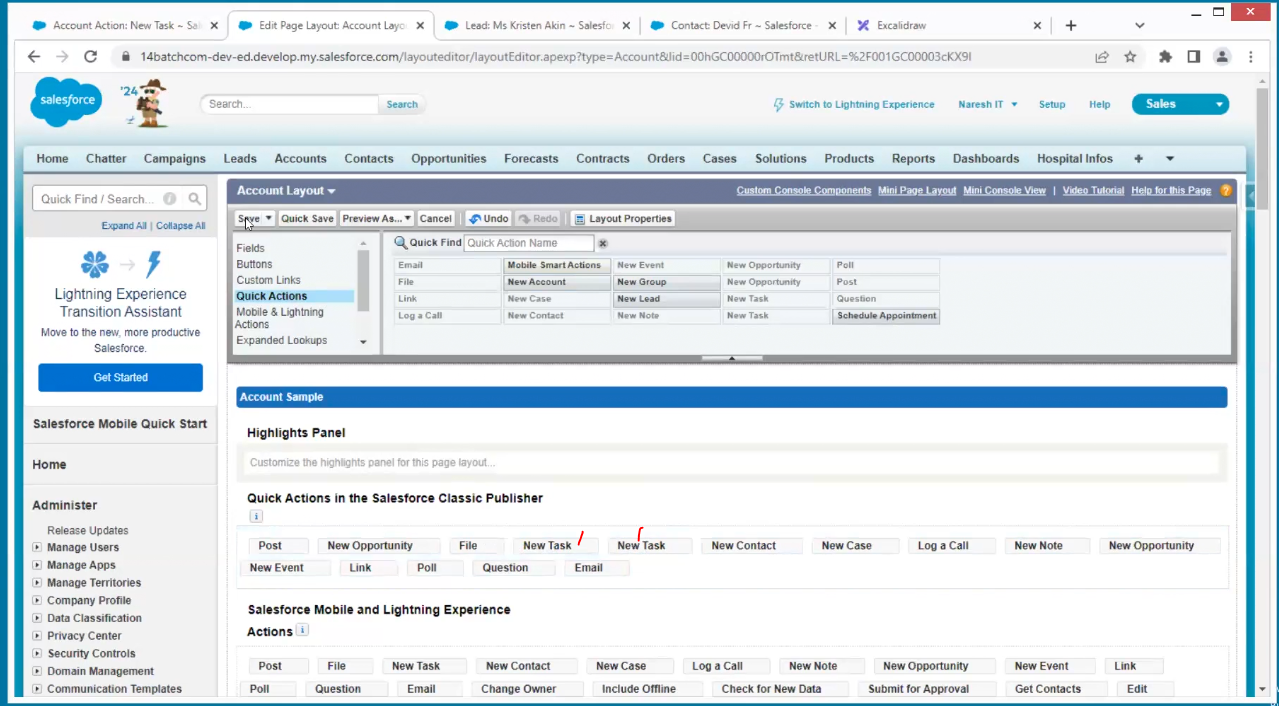 Account Action: New Task ~ Sal
Edit Page Layout: Account Layo
Lead: Ms Kristen Akin ~ Salesfo
Contact: Devid Fr ~ Salesforce -
Excalidraw
14batchcom-dev-ed.develop.my.salesforce.com/layouteditor/layoutEditor.apexp?type=Account&lid=00hGC00000rOTmt&retURL=%2F001GC00003cKX9I
salesforce
'24
Search...
Search
Switch to Lightning Experience
Naresh IT
Setup
Help
Sales
Home Chatter Campaigns Leads Accounts Contacts Opportunities Forecasts Contracts Orders Cases Solutions Products Reports Dashboards Hospital Infos +
Quick Find / Search...
Expand All | Collapse All
Lightning Experience
Transition Assistant
Move to the new, more productive
Salesforce.
Get Started
Salesforce Mobile Quick Start
Home
Administer
Release Updates
Manage Users
Manage Apps
Manage Territories
Company Profile
Data Classification
Privacy Center
Security Controls
Domain Management
Communication Templates
Account Layout
Custom Console Components Mini Page Layout Mini Console View | Video Tutorial Help for this Page
Save Quick Save Preview As... Cancel Undo Redo Layout Properties
Fields
Buttons
Custom Links
Quick Actions
Mobile & Lightning
Actions
Expanded Lookups
Quick Find Quick Action Name
Email Mobile Smart Actions New Event New Opportunity Poll
File New Account New Group New Opportunity Post
Link New Case New Lead New Task Question
Log a Call New Contact New Note New Task Schedule Appointment
Account Sample
Highlights Panel
Customize the highlights panel for this page layout...
Quick Actions in the Salesforce Classic Publisher
Post New Opportunity File New Task New Task New Contact New Case Log a Call New Note New Opportunity
New Event Link Poll Question Email
Salesforce Mobile and Lightning Experience
Actions
Post File New Task New Contact New Case Log a Call New Note New Opportunity New Event Link
Poll Question Email Change Owner Include Offline Check for New Data Submit for Approval Get Contacts Edit